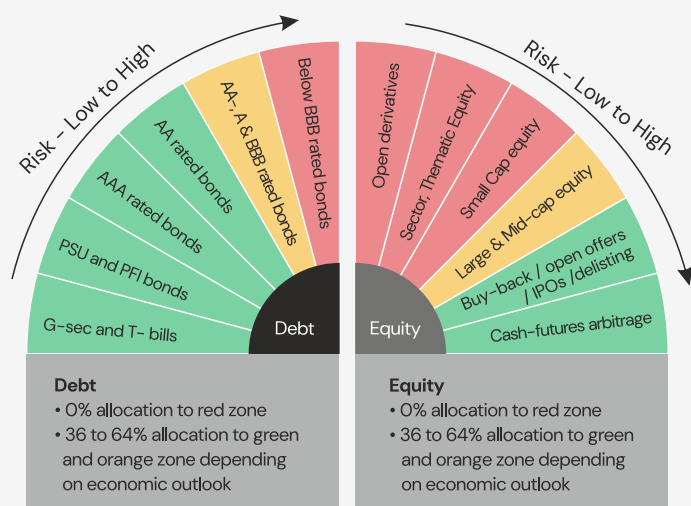 Risk - Low to High
Risk - Low to High
G-sec and T- bills
PSU and PFI bonds
AAA rated bonds
AA rated bonds
AA-, A & BBB rated bonds
Below BBB rated bonds
Open derivatives
Sector, Thematic Equity
Small Cap equity
Large & Mid-cap equity
Buy-back / open offers
/ IPOs /delisting
Cash-futures arbitrage
Debt
Equity
Debt
• 0% allocation to red zone
• 36 to 64% allocation to green
and orange zone depending
on economic outlook
Equity
• 0% allocation to red zone
• 36 to 64% allocation to green
and orange zone depending
on economic outlook